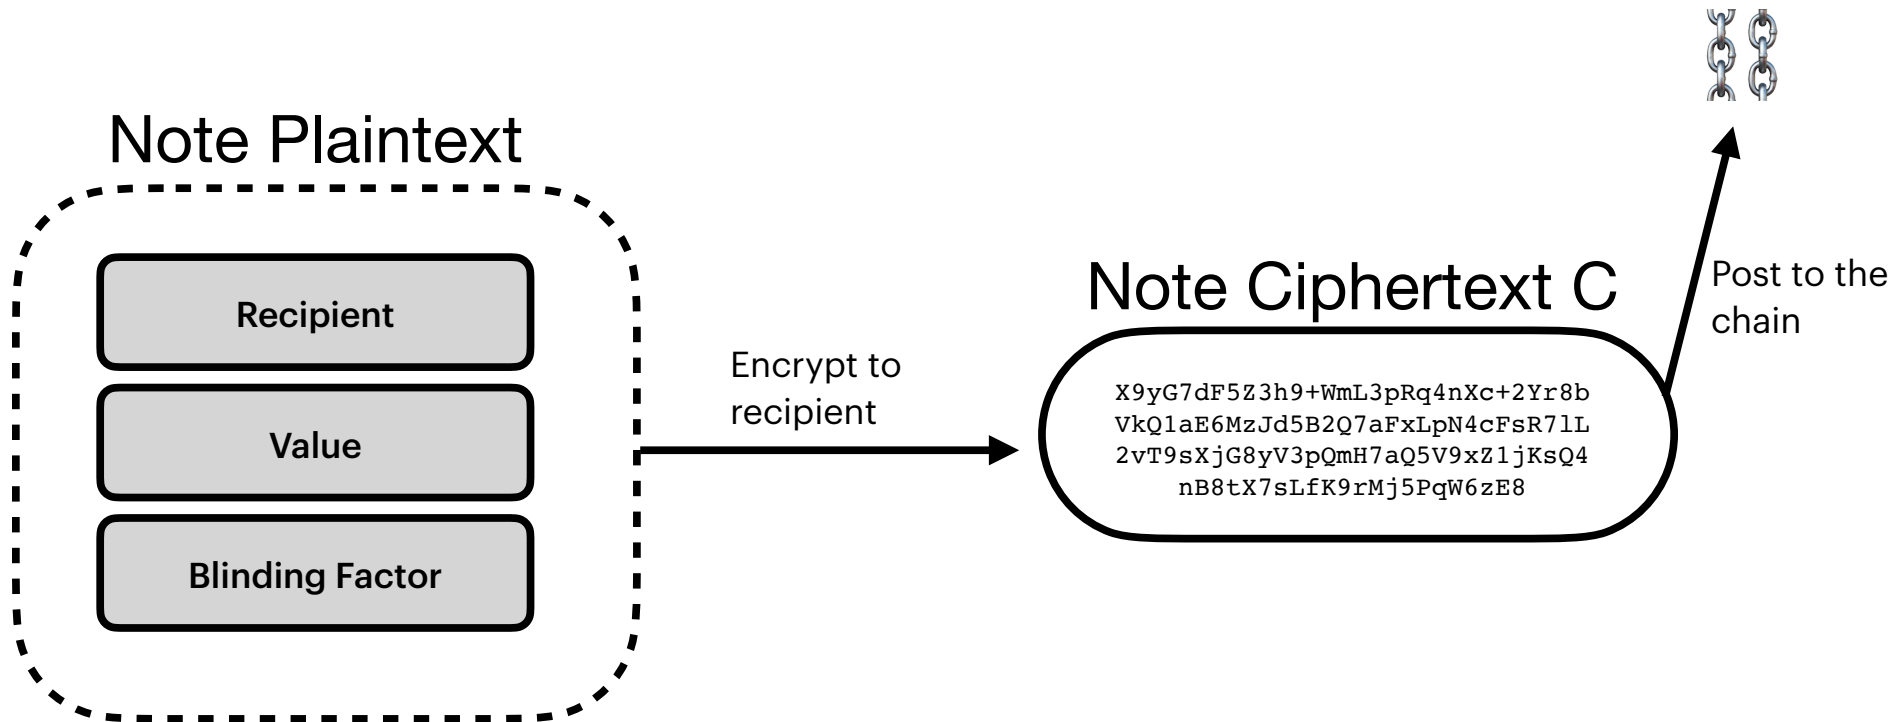 Note Plaintext
Recipient
Value
Blinding Factor
Encrypt to
recipient
Note Ciphertext C
X9yG7dF5Z3h9+WmL3pRq4nXc+2Yr8b
VkQ1aE6MzJd5B2Q7aFxLpN4cFsR7lL
2vT9sXjG8yV3pQmH7aQ5V9xZ1jKsQ4
nB8tX7sLfK9rMj5PqW6zE8
Post to the
chain